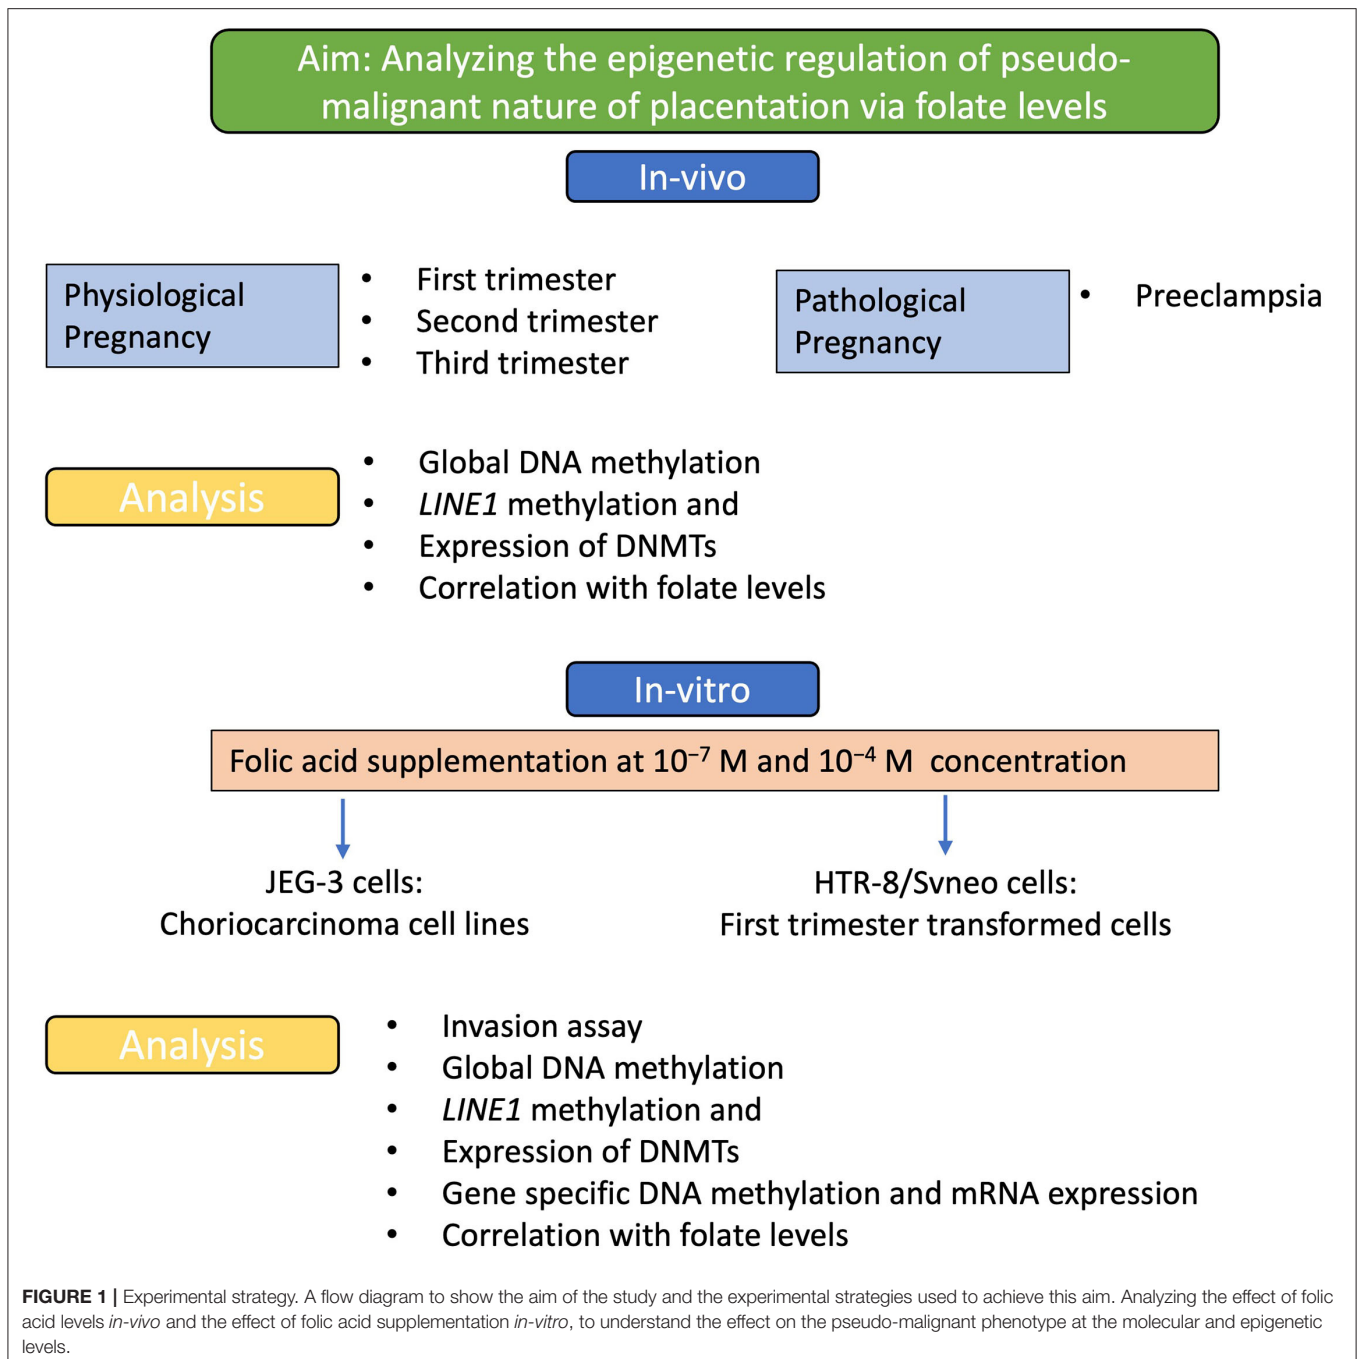 Aim: Analyzing the epigenetic regulation of pseudo-
malignant nature of placentation via folate levels
In-vivo
Physiological
Pregnancy
• First trimester
• Second trimester
• Third trimester
Pathological
Pregnancy
• Preeclampsia
Analysis
• Global DNA methylation
• LINE1 methylation and
• Expression of DNMTs
• Correlation with folate levels
In-vitro
Folic acid supplementation at 10⁻⁷ M and 10⁻⁴ M concentration
JEG-3 cells:
Choriocarcinoma cell lines
HTR-8/Svneo cells:
First trimester transformed cells
Analysis
• Invasion assay
• Global DNA methylation
• LINE1 methylation and
• Expression of DNMTs
• Gene specific DNA methylation and mRNA expression
• Correlation with folate levels
FIGURE 1 | Experimental strategy. A flow diagram to show the aim of the study and the experimental strategies used to achieve this aim. Analyzing the effect of folic
acid levels in-vivo and the effect of folic acid supplementation in-vitro, to understand the effect on the pseudo-malignant phenotype at the molecular and epigenetic
levels.